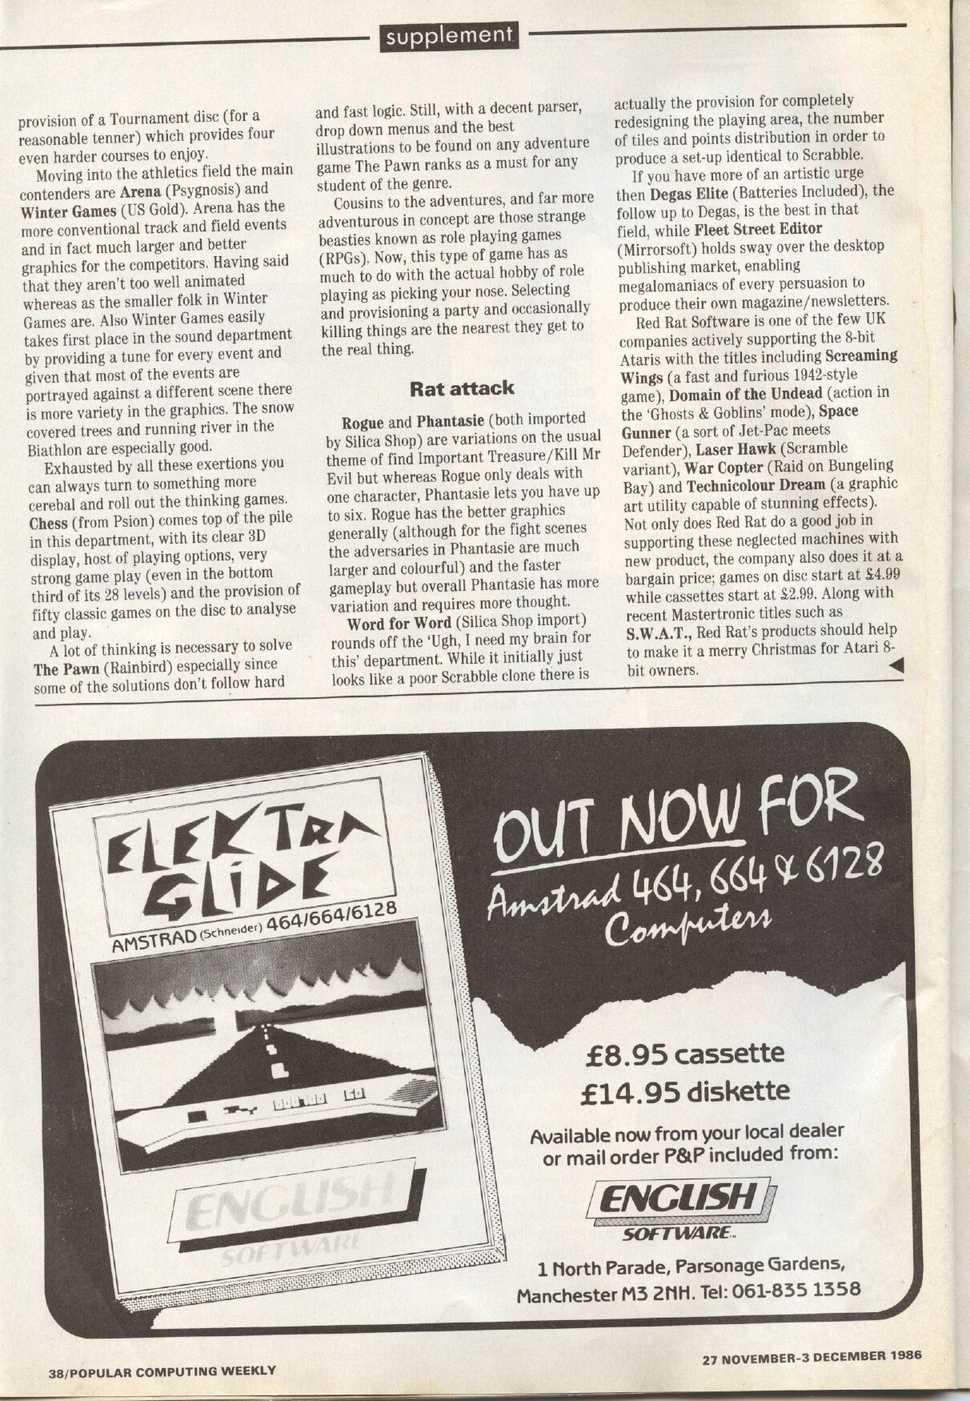 supplement
provision of a Tournament disc (for a
reasonable tenner) which provides four
even harder courses to enjoy.
Moving into the athletics field the main
contenders are Arena (Psygnosis) and
Winter Games (US Gold). Arena has the
more conventional track and field events
and in fact much larger and better
graphics for the competitors. Having said
that they aren't too well animated
whereas as the smaller folk in Winter
Games are. Also Winter Games easily
takes first place in the sound department
by providing a tune for every event and
given that most of the events are
portrayed against a different scene there
is more variety in the graphics. The snow
covered trees and running river in the
Biathlon are especially good.
Exhausted by all these exertions you
can always turn to something more
cerebal and roll out the thinking games.
Chess (from Psion) comes top of the pile
in this department, with its clear 3D
display, host of playing options, very
strong game play (even in the bottom
third of its 28 levels) and the provision of
fifty classic games on the disc to analyse
and play.
A lot of thinking is necessary to solve
The Pawn (Rainbird) especially since
some of the solutions don't follow hard
and fast logic. Still, with a decent parser,
drop down menus and the best
illustrations to be found on any adventure
game The Pawn ranks as a must for any
student of the genre.
Cousins to the adventures, and far more
adventurous in concept are those strange
beasties known as role playing games
(RPGs). Now, this type of game has as
much to do with the actual hobby of role
playing as picking your nose. Selecting
and provisioning a party and occasionally
killing things are the nearest they get to
the real thing.
Rat attack
Rogue and Phantasie (both imported
by Silica Shop) are variations on the usual
theme of find Important Treasure/Kill Mr
Evil but whereas Rogue only deals with
one character, Phantasie lets you have up
to six. Rogue has the better graphics
generally (although for the fight scenes
the adversaries in Phantasie are much
larger and colourful) and the faster
gameplay but overall Phantasie has more
variation and requires more thought.
Word for Word (Silica Shop import)
rounds off the 'Ugh, I need my brain for
this' department. While it initially just
looks like a poor Scrabble clone there is
actually the provision for completely
redesigning the playing area, the number
of tiles and points distribution in order to
produce a set-up identical to Scrabble.
If you have more of an artistic urge
then Degas Elite (Batteries Included), the
follow up to Degas, is the best in that
field, while Fleet Street Editor
(Mirrorsoft) holds sway over the desktop
publishing market, enabling
megalomaniacs of every persuasion to
produce their own magazine/newsletters.
Red Rat Software is one of the few UK
companies actively supporting the 8-bit
Ataris with the titles including Screaming
Wings (a fast and furious 1942-style
game), Domain of the Undead (action in
the 'Ghosts & Goblins' mode), Space
Gunner (a sort of Jet-Pac meets
Defender), Laser Hawk (Scramble
variant), War Copter (Raid on Bungeling
Bay) and Technicolour Dream (a graphic
art utility capable of stunning effects).
Not only does Red Rat do a good job in
supporting these neglected machines with
new product, the company also does it at a
bargain price; games on disc start at £4.99
while cassettes start at £2.99. Along with
recent Mastertronic titles such as
S.W.A.T., Red Rat's products should help
to make it a merry Christmas for Atari 8-
bit owners.
ELEKTRA
GLIDE
AMSTRAD (Schneider) 464/664/6128
ENGLISH
SOFTWARE
OUT NOW FOR
Amstrad 464, 664 & 6128
Computers
£8.95 cassette
£14.95 diskette
Available now from your local dealer
or mail order P&P included from:
ENGLISH
SOFTWARE™
1 North Parade, Parsonage Gardens,
Manchester M3 2NH. Tel: 061-835 1358
38/POPULAR COMPUTING WEEKLY
27 NOVEMBER-3 DECEMBER 1986